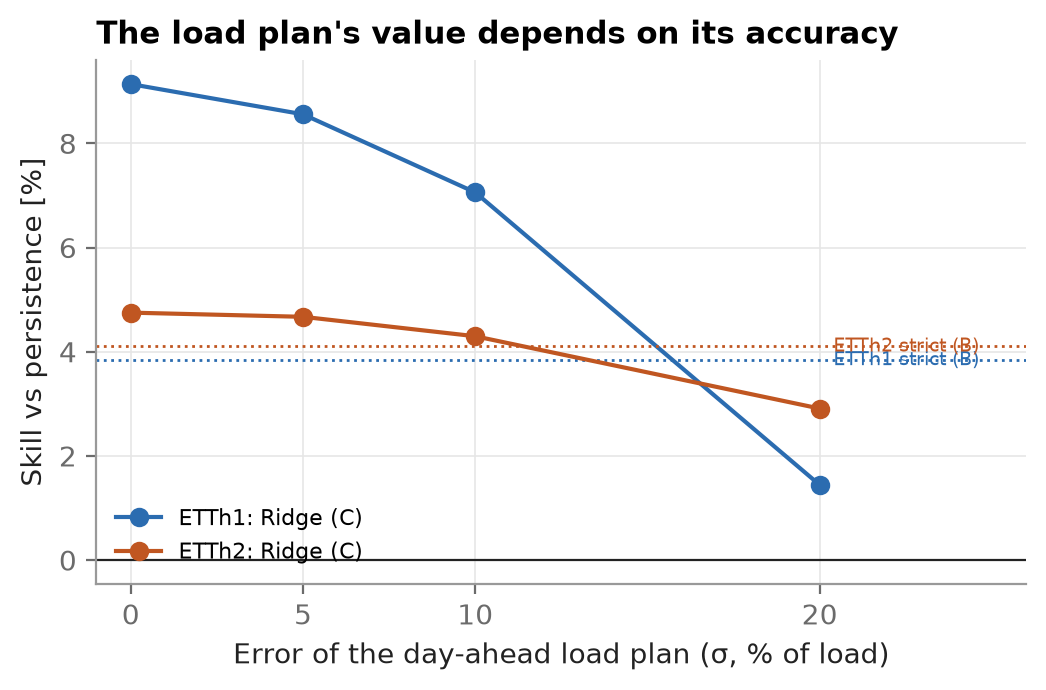 The load plan's value depends on its accuracy
Skill vs persistence [%]
8
6
4
2
0
ETTh2 strict (B)
ETTh1 strict (B)
ETTh1: Ridge (C)
ETTh2: Ridge (C)
0 5 10 20
Error of the day-ahead load plan (σ, % of load)